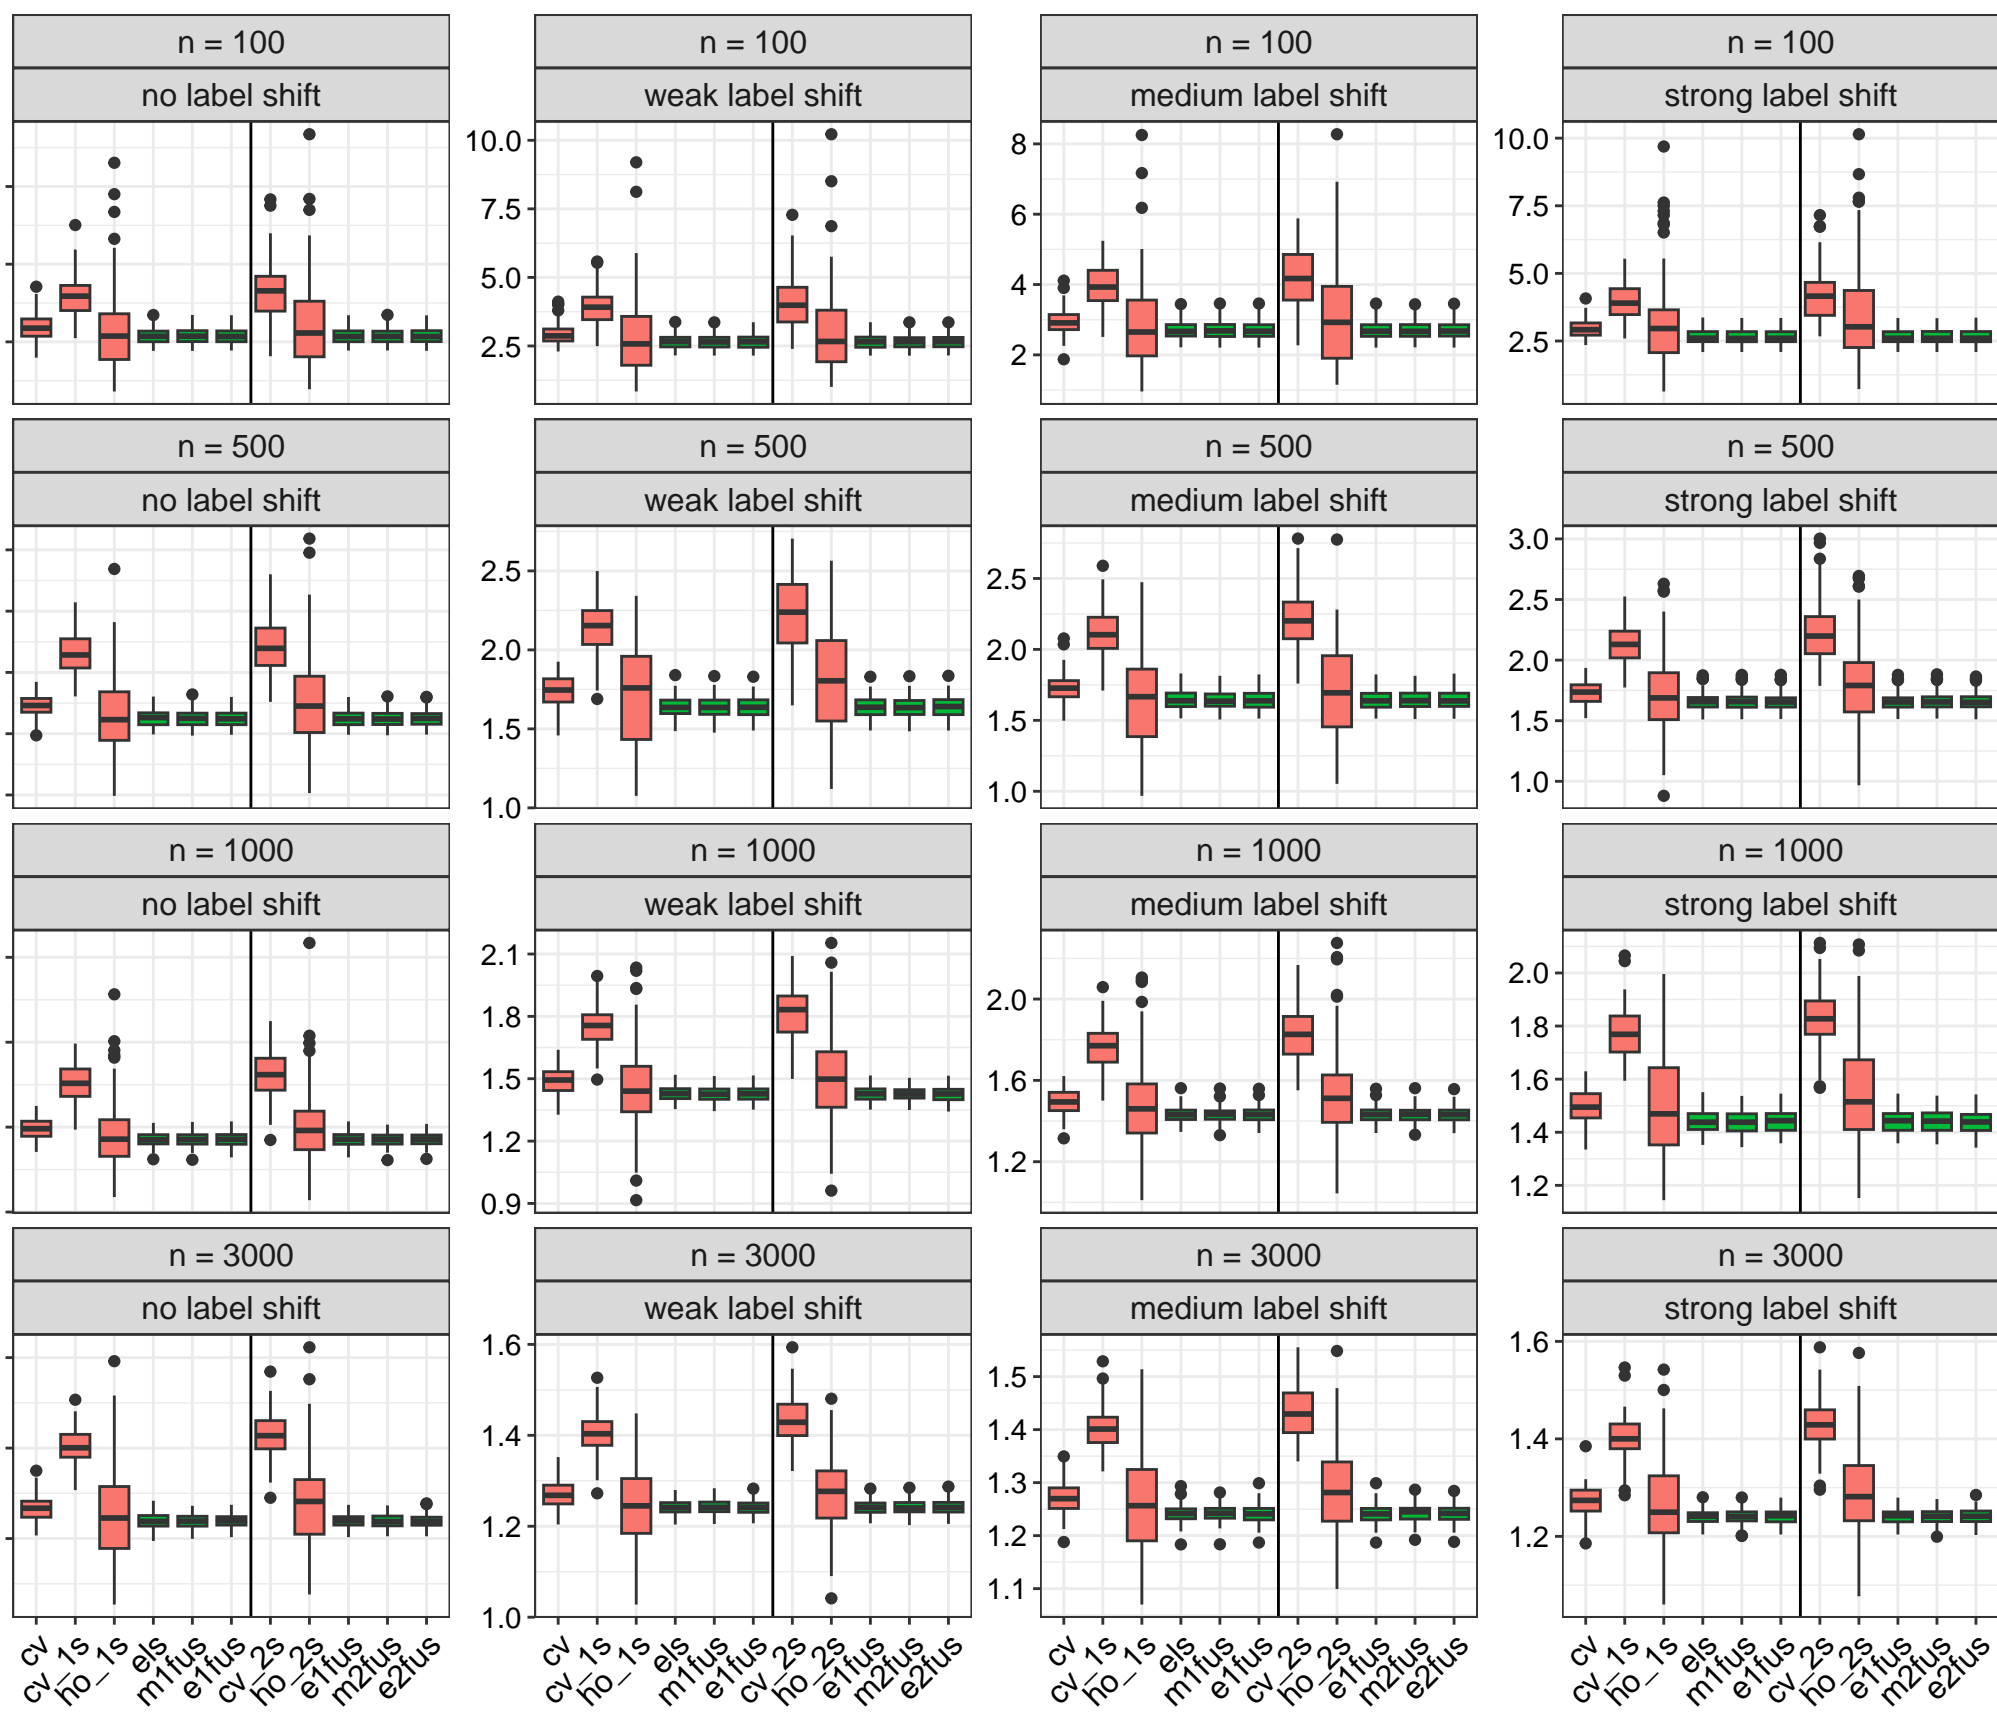 n = 100
n = 100
n = 100
n = 100
no label shift
weak label shift
medium label shift
strong label shift
10.0
7.5
5.0
2.5
8
6
4
2
10.0
7.5
5.0
2.5
n = 500
n = 500
n = 500
n = 500
no label shift
weak label shift
medium label shift
strong label shift
2.5
2.0
1.5
1.0
2.5
2.0
1.5
1.0
3.0
2.5
2.0
1.5
1.0
n = 1000
n = 1000
n = 1000
n = 1000
no label shift
weak label shift
medium label shift
strong label shift
2.1
1.8
1.5
1.2
0.9
2.0
1.6
1.2
2.0
1.8
1.6
1.4
1.2
n = 3000
n = 3000
n = 3000
n = 3000
no label shift
weak label shift
medium label shift
strong label shift
1.6
1.4
1.2
1.0
1.5
1.4
1.3
1.2
1.1
1.6
1.4
1.2
cv
cv_1s
ho_1s
els
m1fus
e1fus
cv_2s
ho_2s
e1fus
m2fus
e2fus
cv
cv_1s
ho_1s
els
m1fus
e1fus
cv_2s
ho_2s
e1fus
m2fus
e2fus
cv
cv_1s
ho_1s
els
m1fus
e1fus
cv_2s
ho_2s
e1fus
m2fus
e2fus
cv
cv_1s
ho_1s
els
m1fus
e1fus
cv_2s
ho_2s
e1fus
m2fus
e2fus